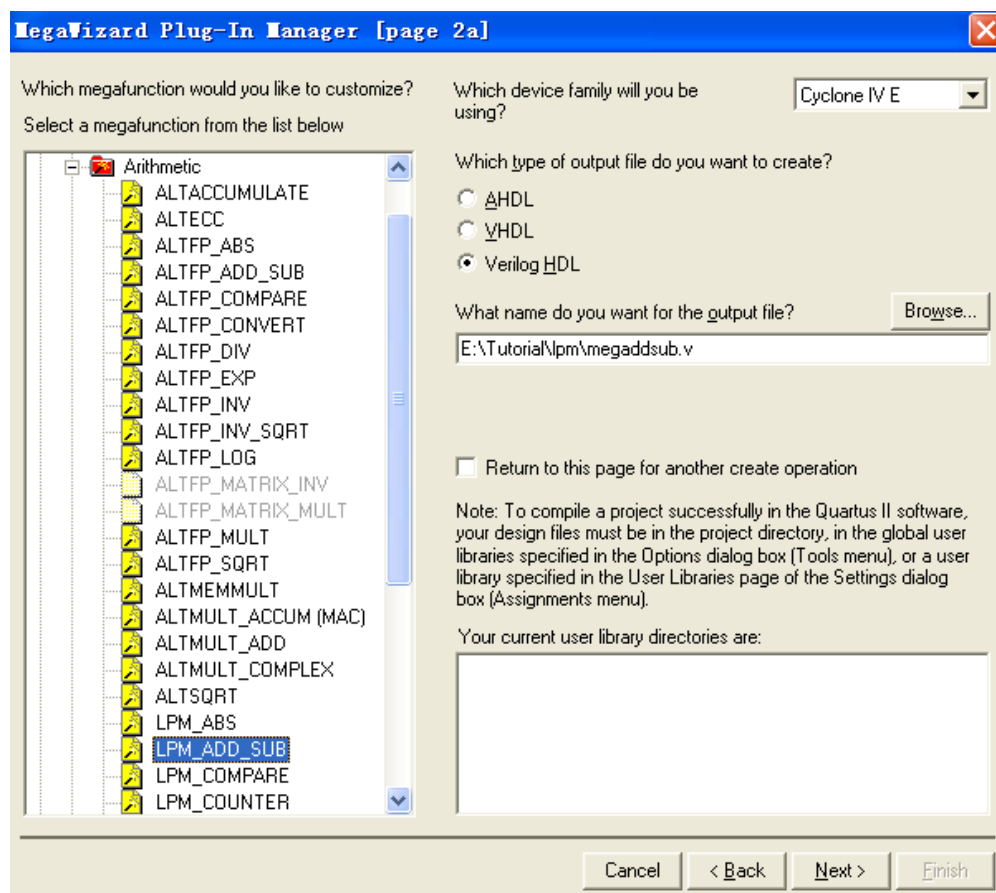 MegaWizard Plug-In Manager [page 2a]
Which megafunction would you like to customize?
Select a megafunction from the list below
Arithmetic
ALTACCUMULATE
ALTECC
ALTFP_ABS
ALTFP_ADD_SUB
ALTFP_COMPARE
ALTFP_CONVERT
ALTFP_DIV
ALTFP_EXP
ALTFP_INV
ALTFP_INV_SQRT
ALTFP_LOG
ALTFP_MATRIX_INV
ALTFP_MATRIX_MULT
ALTFP_MULT
ALTFP_SQRT
ALTMEMMULT
ALTMULT_ACCUM (MAC)
ALTMULT_ADD
ALTMULT_COMPLEX
ALTSQRT
LPM_ABS
LPM_ADD_SUB
LPM_COMPARE
LPM_COUNTER
Which device family will you be
using?
Cyclone IV E
Which type of output file do you want to create?
AHDL
VHDL
Verilog HDL
What name do you want for the output file?
Browse...
E:\Tutorial\lpm\megaddsub.v
Return to this page for another create operation
Note: To compile a project successfully in the Quartus II software,
your design files must be in the project directory, in the global user
libraries specified in the Options dialog box (Tools menu), or a user
library specified in the User Libraries page of the Settings dialog
box (Assignments menu).
Your current user library directories are:
Cancel
< Back
Next >
Finish